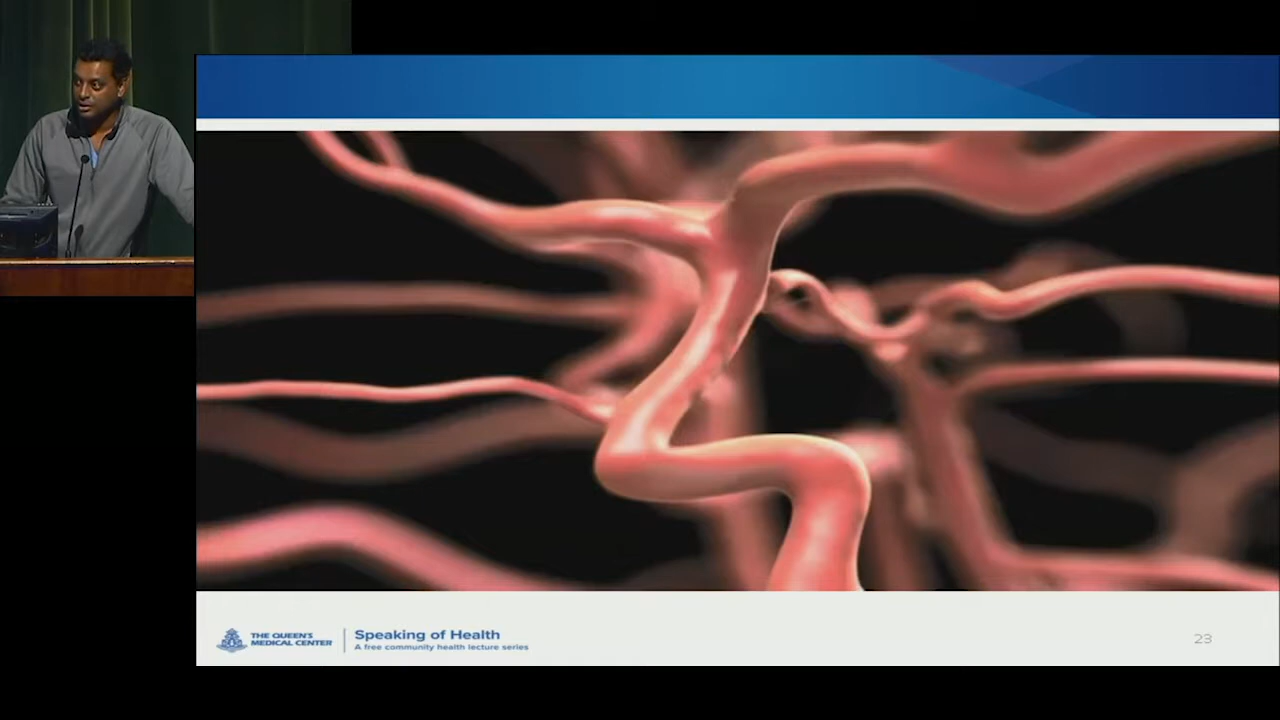 THE QUEEN'S
MEDICAL CENTER
Speaking of Health
A free community health lecture series
23